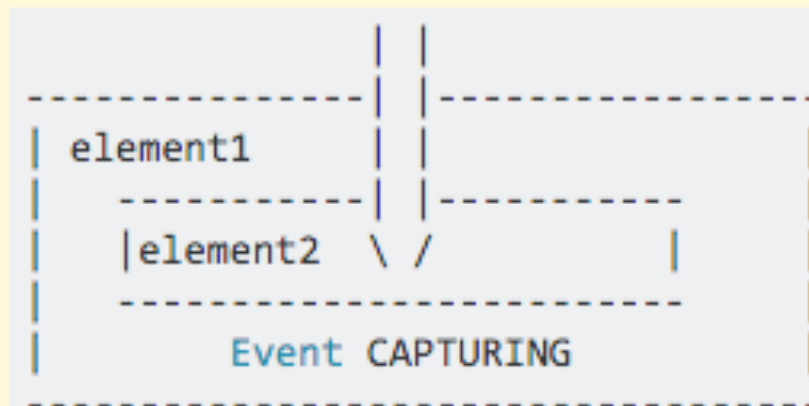 | |
---------------| |-----------------
| element1 | | |
| -----------| |----------- |
| |element2 \ / | |
| ------------------------- |
| Event CAPTURING |
-----------------------------------